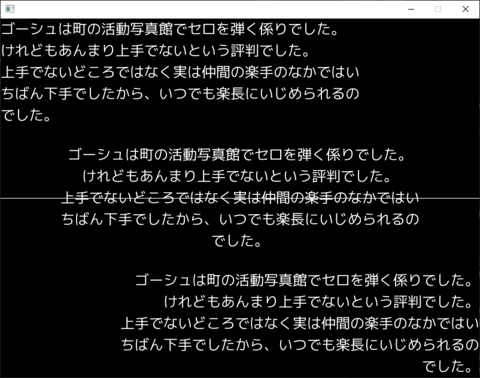 ゴーシュは町の活動写真館でセロを弾く係りでした。
けれどもあんまり上手でないという評判でした。
上手でないどころではなく実は仲間の楽手のなかではい
ちばん下手でしたから、いつでも楽長にいじめられるの
でした。
ゴーシュは町の活動写真館でセロを弾く係りでした。
けれどもあんまり上手でないという評判でした。
上手でないどころではなく実は仲間の楽手のなかではい
ちばん下手でしたから、いつでも楽長にいじめられるの
でした。
ゴーシュは町の活動写真館でセロを弾く係りでした。
けれどもあんまり上手でないという評判でした。
上手でないどころではなく実は仲間の楽手のなかではい
ちばん下手でしたから、いつでも楽長にいじめられるの
でした。